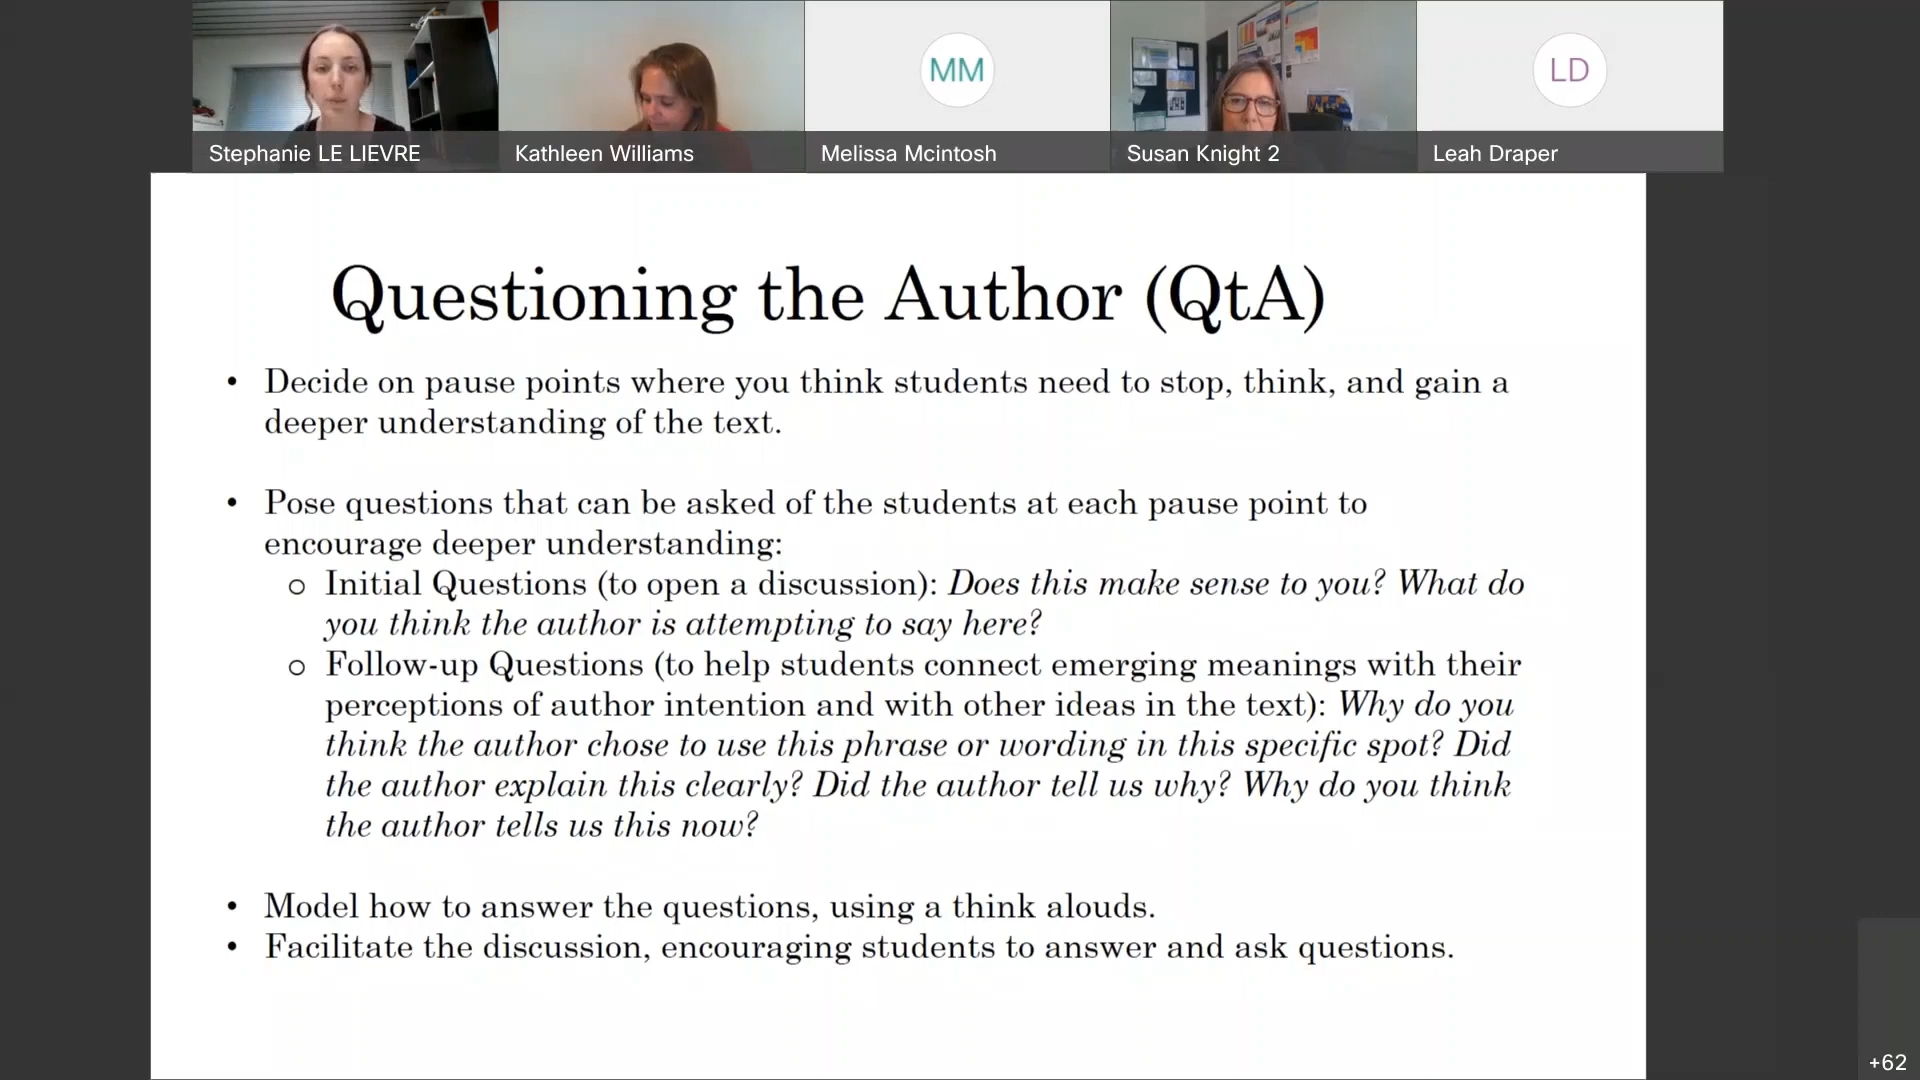 MM
LD
Stephanie LE LIEVRE
Kathleen Williams
Melissa Mcintosh
Susan Knight 2
Leah Draper
Questioning the Author (QtA)
• Decide on pause points where you think students need to stop, think, and gain a
deeper understanding of the text.
• Pose questions that can be asked of the students at each pause point to
encourage deeper understanding:
o Initial Questions (to open a discussion): Does this make sense to you? What do
you think the author is attempting to say here?
o Follow-up Questions (to help students connect emerging meanings with their
perceptions of author intention and with other ideas in the text): Why do you
think the author chose to use this phrase or wording in this specific spot? Did
the author explain this clearly? Did the author tell us why? Why do you think
the author tells us this now?
• Model how to answer the questions, using a think alouds.
• Facilitate the discussion, encouraging students to answer and ask questions.
+62